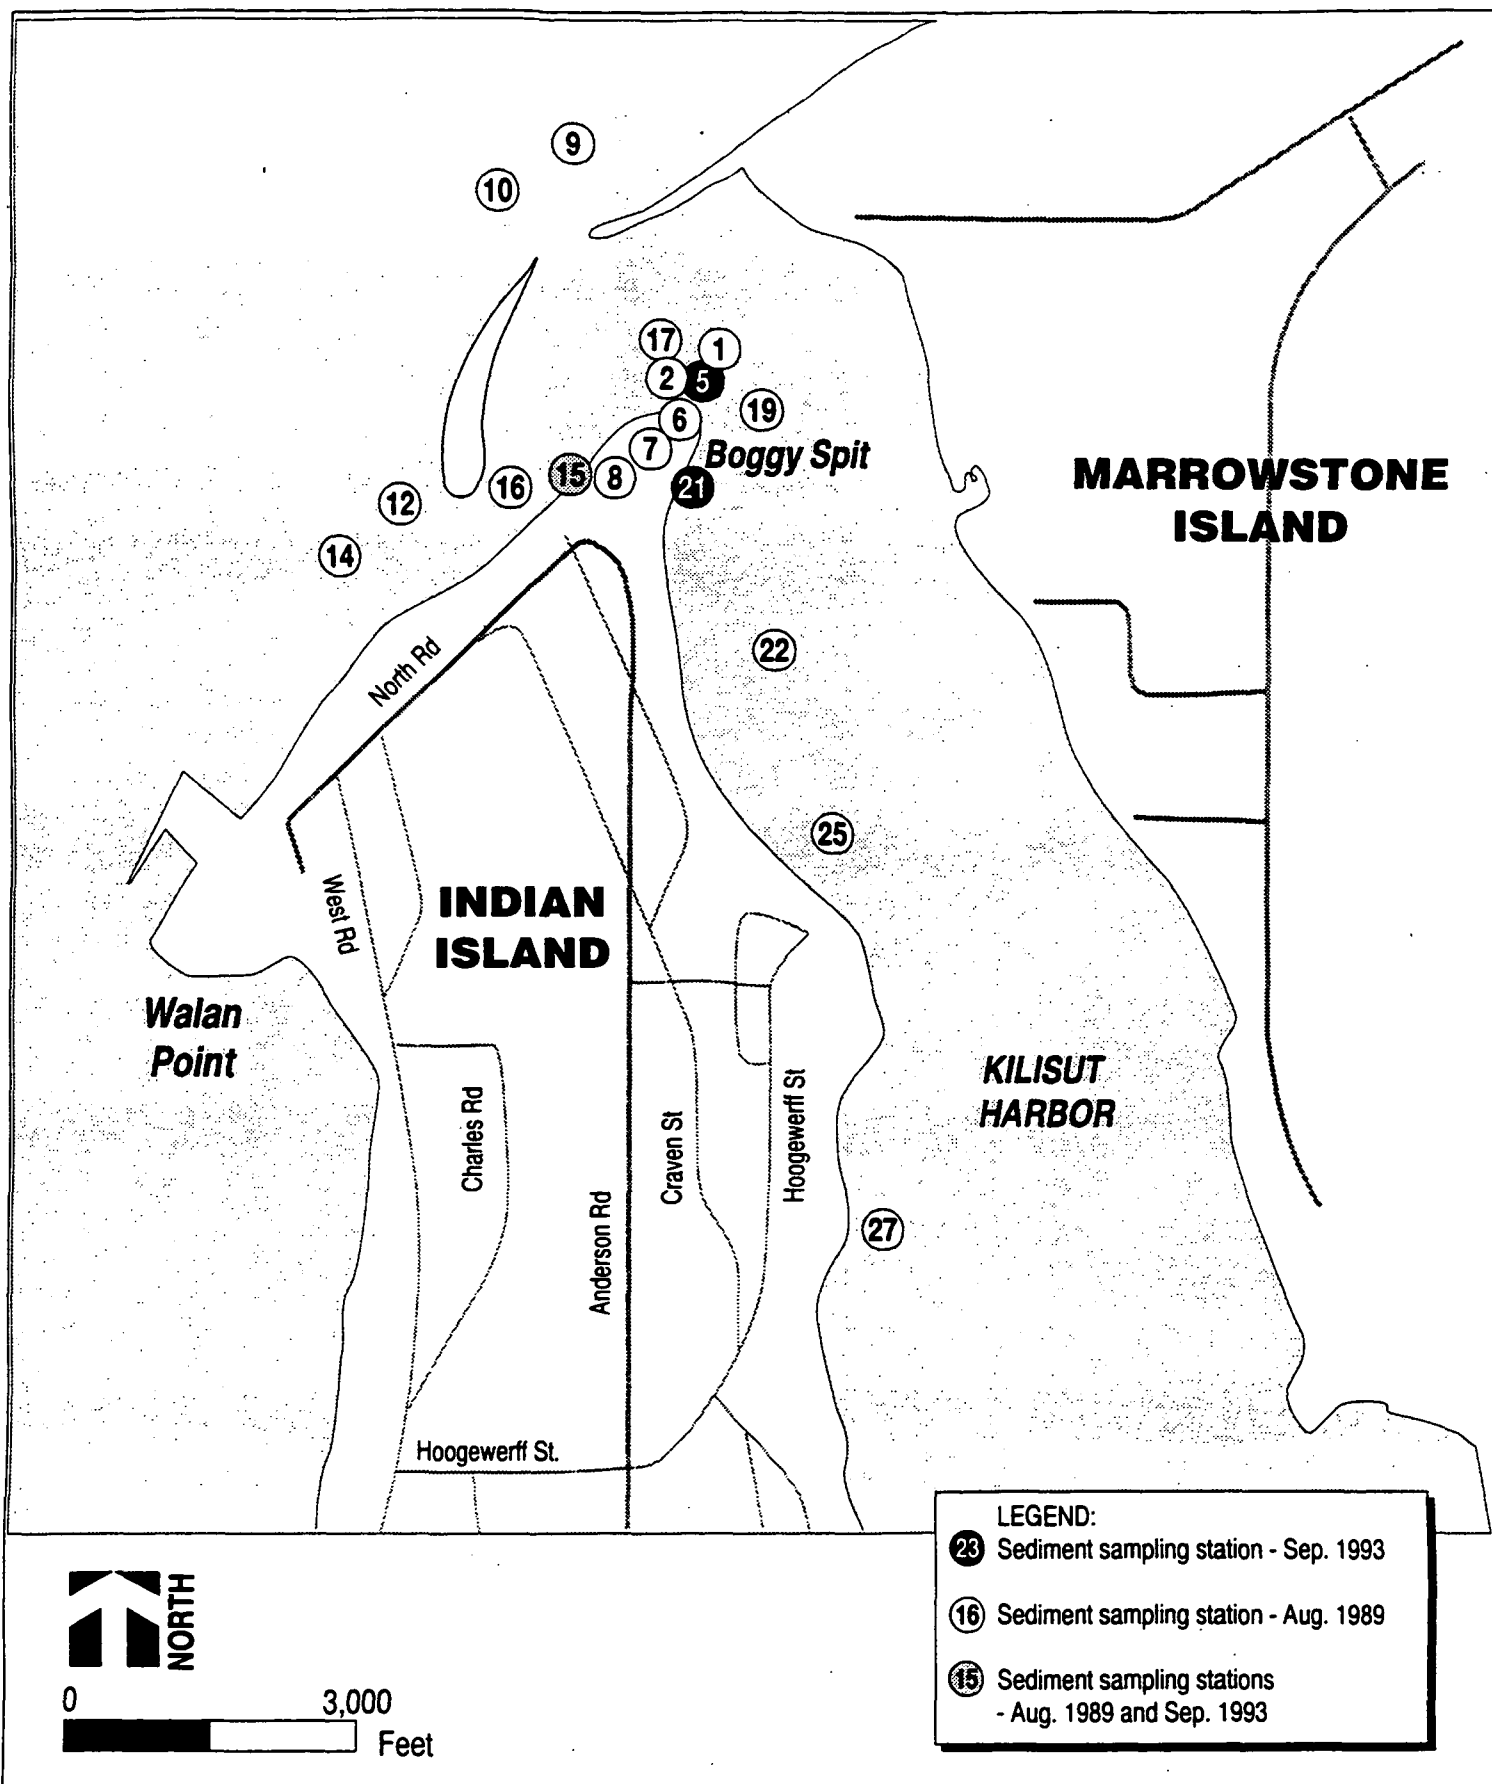 9
10
17
1
2
5
19
6
7
Boggy Spit
15
8
16
21
12
14
MARROWSTONE
ISLAND
22
North Rd
25
West Rd
INDIAN
ISLAND
Walan
Point
KILISUT
HARBOR
Charles Rd
Craven St
Hoogewerff St
Anderson Rd
27
Hoogewerff St.
LEGEND:
23 Sediment sampling station - Sep. 1993
16 Sediment sampling station - Aug. 1989
15 Sediment sampling stations
- Aug. 1989 and Sep. 1993
NORTH
0 3,000
Feet